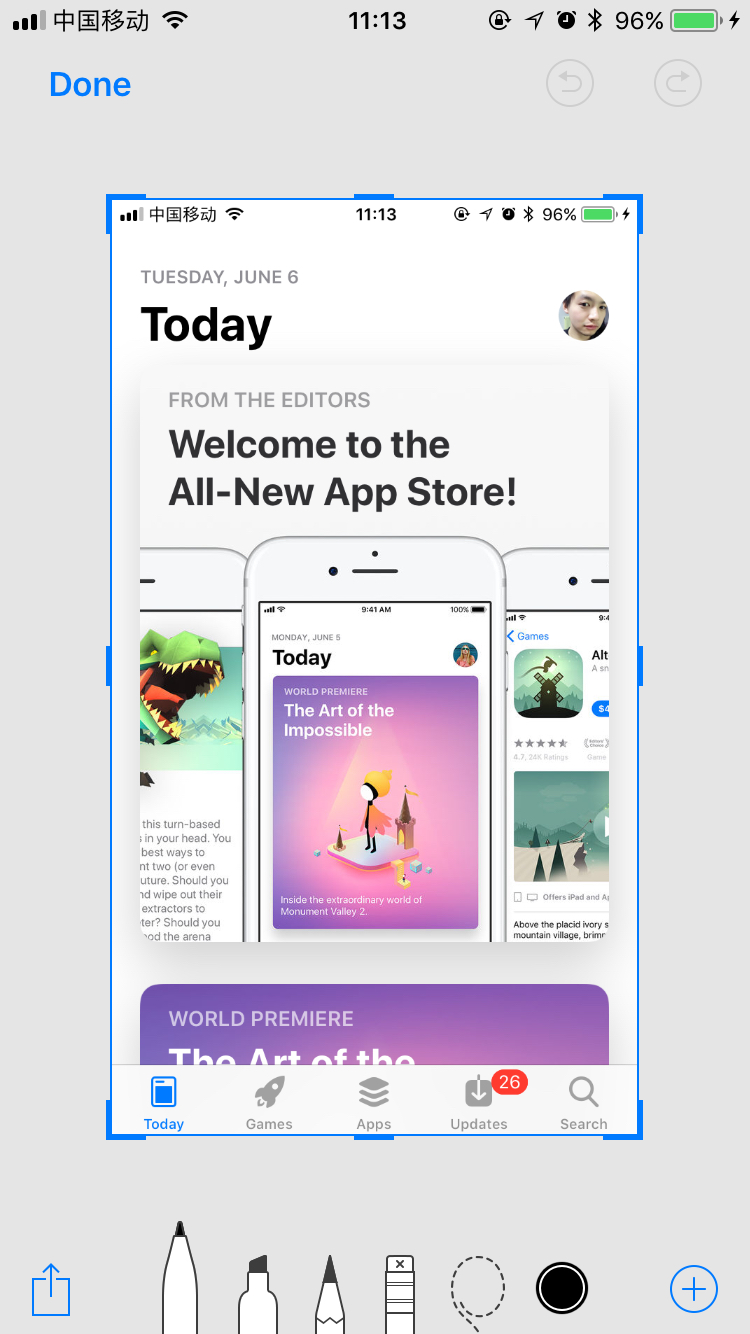 中国移动 11:13 96%
Done
中国移动 11:13 96%
TUESDAY, JUNE 6
Today
FROM THE EDITORS
Welcome to the
All-New App Store!
9:41 AM 100%
MONDAY, JUNE 5
Today
WORLD PREMIERE
The Art of the
Impossible
Inside the extraordinary world of
Monument Valley 2.
this turn-based
s in your head. You
best ways to
nt two (or even
uture. Should you
nd wipe out their
extractors to
ter? Should you
ood the arena
9:4
Games
Alt
A sn
$4
4.7, 24K Ratings
Game
Offers iPad and Ap
Above the placid ivory s
mountain village, brimr
WORLD PREMIERE
The Art of the
Today Games Apps Updates 26 Search